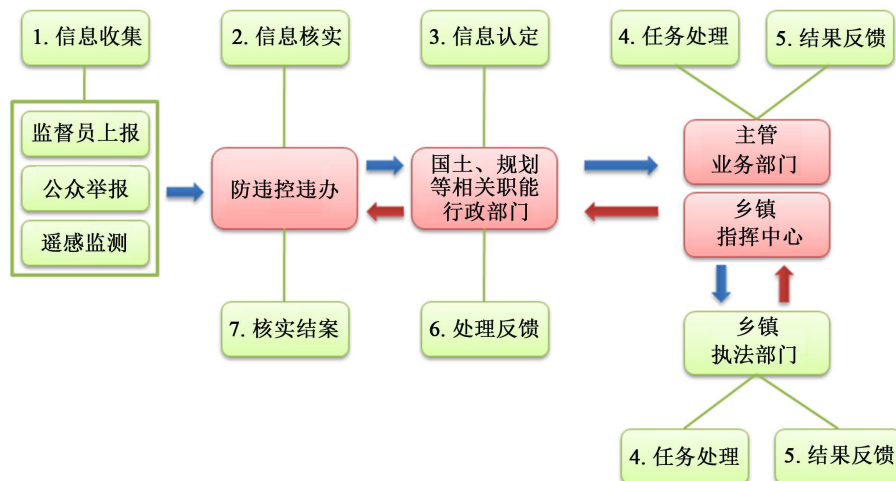 1. 信息收集
2. 信息核实
3. 信息认定
4. 任务处理
5. 结果反馈
监督员上报
公众举报
遥感监测
防违控违办
国土、规划
等相关职能
行政部门
主管
业务部门
乡镇
指挥中心
7. 核实结案
6. 处理反馈
乡镇
执法部门
4. 任务处理
5. 结果反馈